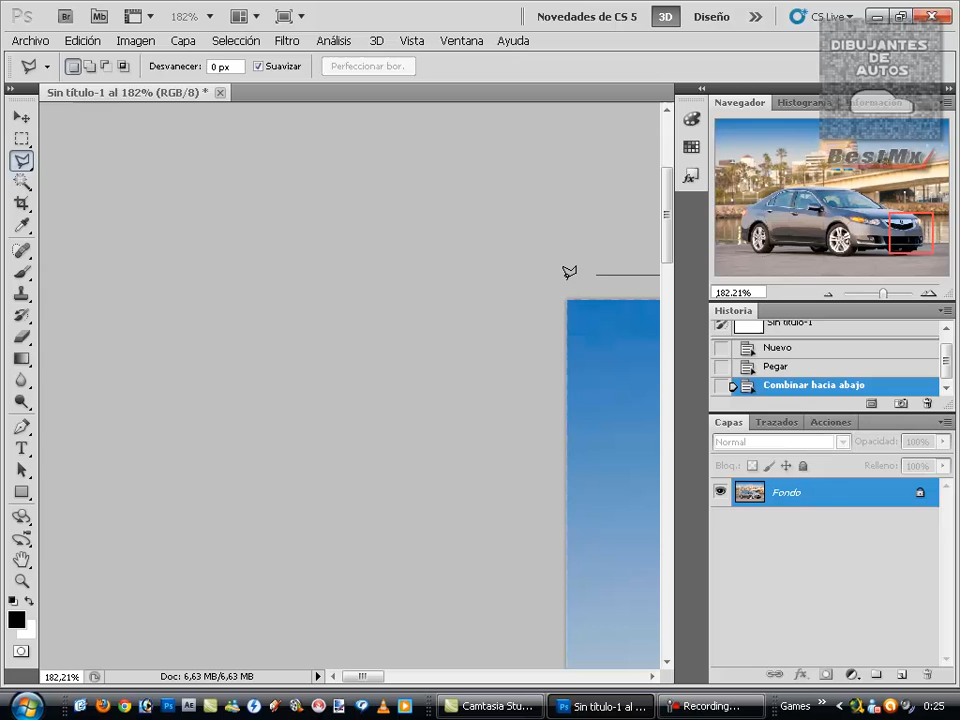 Ps Br Mb 182% Novedades de CS 5 3D Diseño CS Live
Archivo Edición Imagen Capa Selección Filtro Análisis 3D Vista Ventana Ayuda
Desvanecer: 0 px Suavizar Perfeccionar bor.
DIBUJANTES
DE
AUTOS
BestMx
Sin título-1 al 182% (RGB/8) *
Navegador Histograma Información
182.21%
Historia
Sin título-1
Nuevo
Pegar
Combinar hacia abajo
Capas Trazados Acciones
Normal Opacidad: 100%
Bloq.: Relleno: 100%
Fondo
182,21% Doc: 6,63 MB/6,63 MB
Camtasia Stu... Sin título-1 al ... Recording... Games 0:25